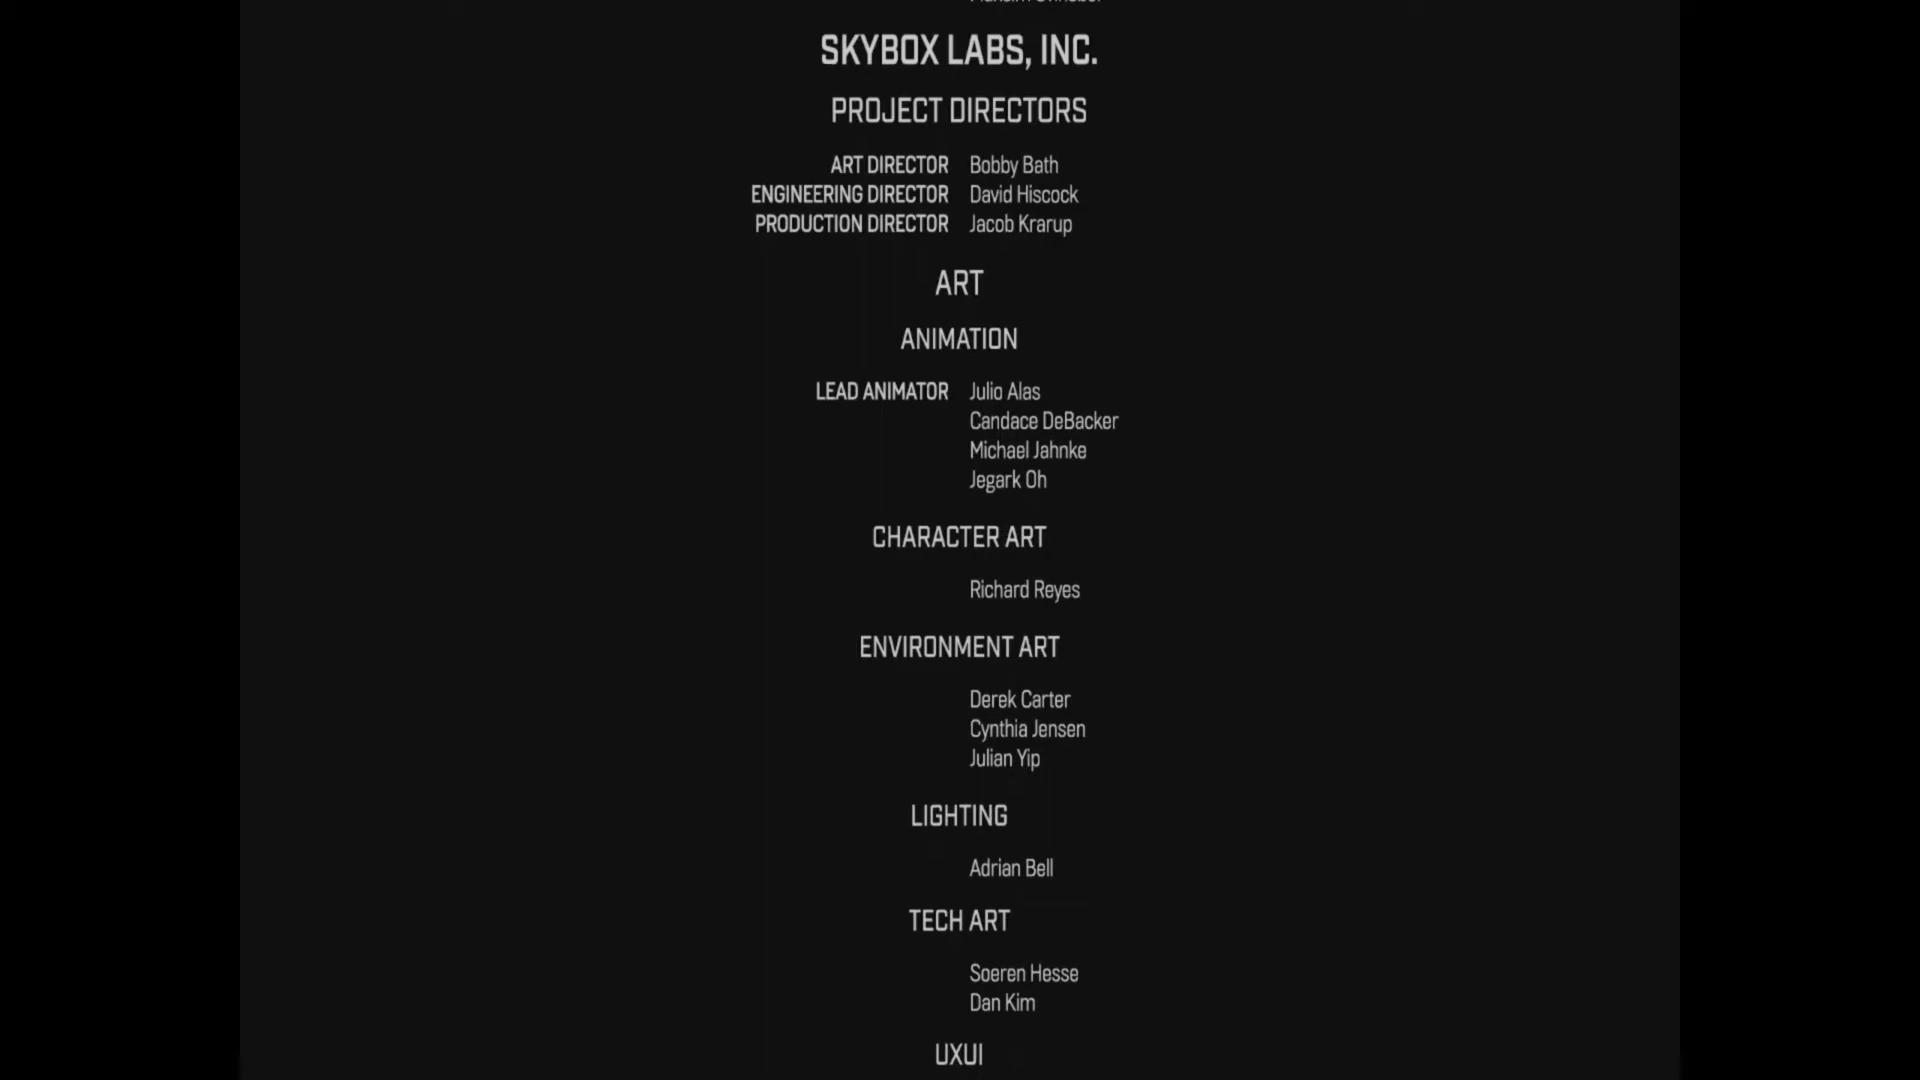 SKYBOX LABS, INC.
PROJECT DIRECTORS
ART DIRECTOR Bobby Bath
ENGINEERING DIRECTOR David Hiscock
PRODUCTION DIRECTOR Jacob Krarup
ART
ANIMATION
LEAD ANIMATOR Julio Alas
Candace DeBacker
Michael Jahnke
Jegark Oh
CHARACTER ART
Richard Reyes
ENVIRONMENT ART
Derek Carter
Cynthia Jensen
Julian Yip
LIGHTING
Adrian Bell
TECH ART
Soeren Hesse
Dan Kim
UXUI